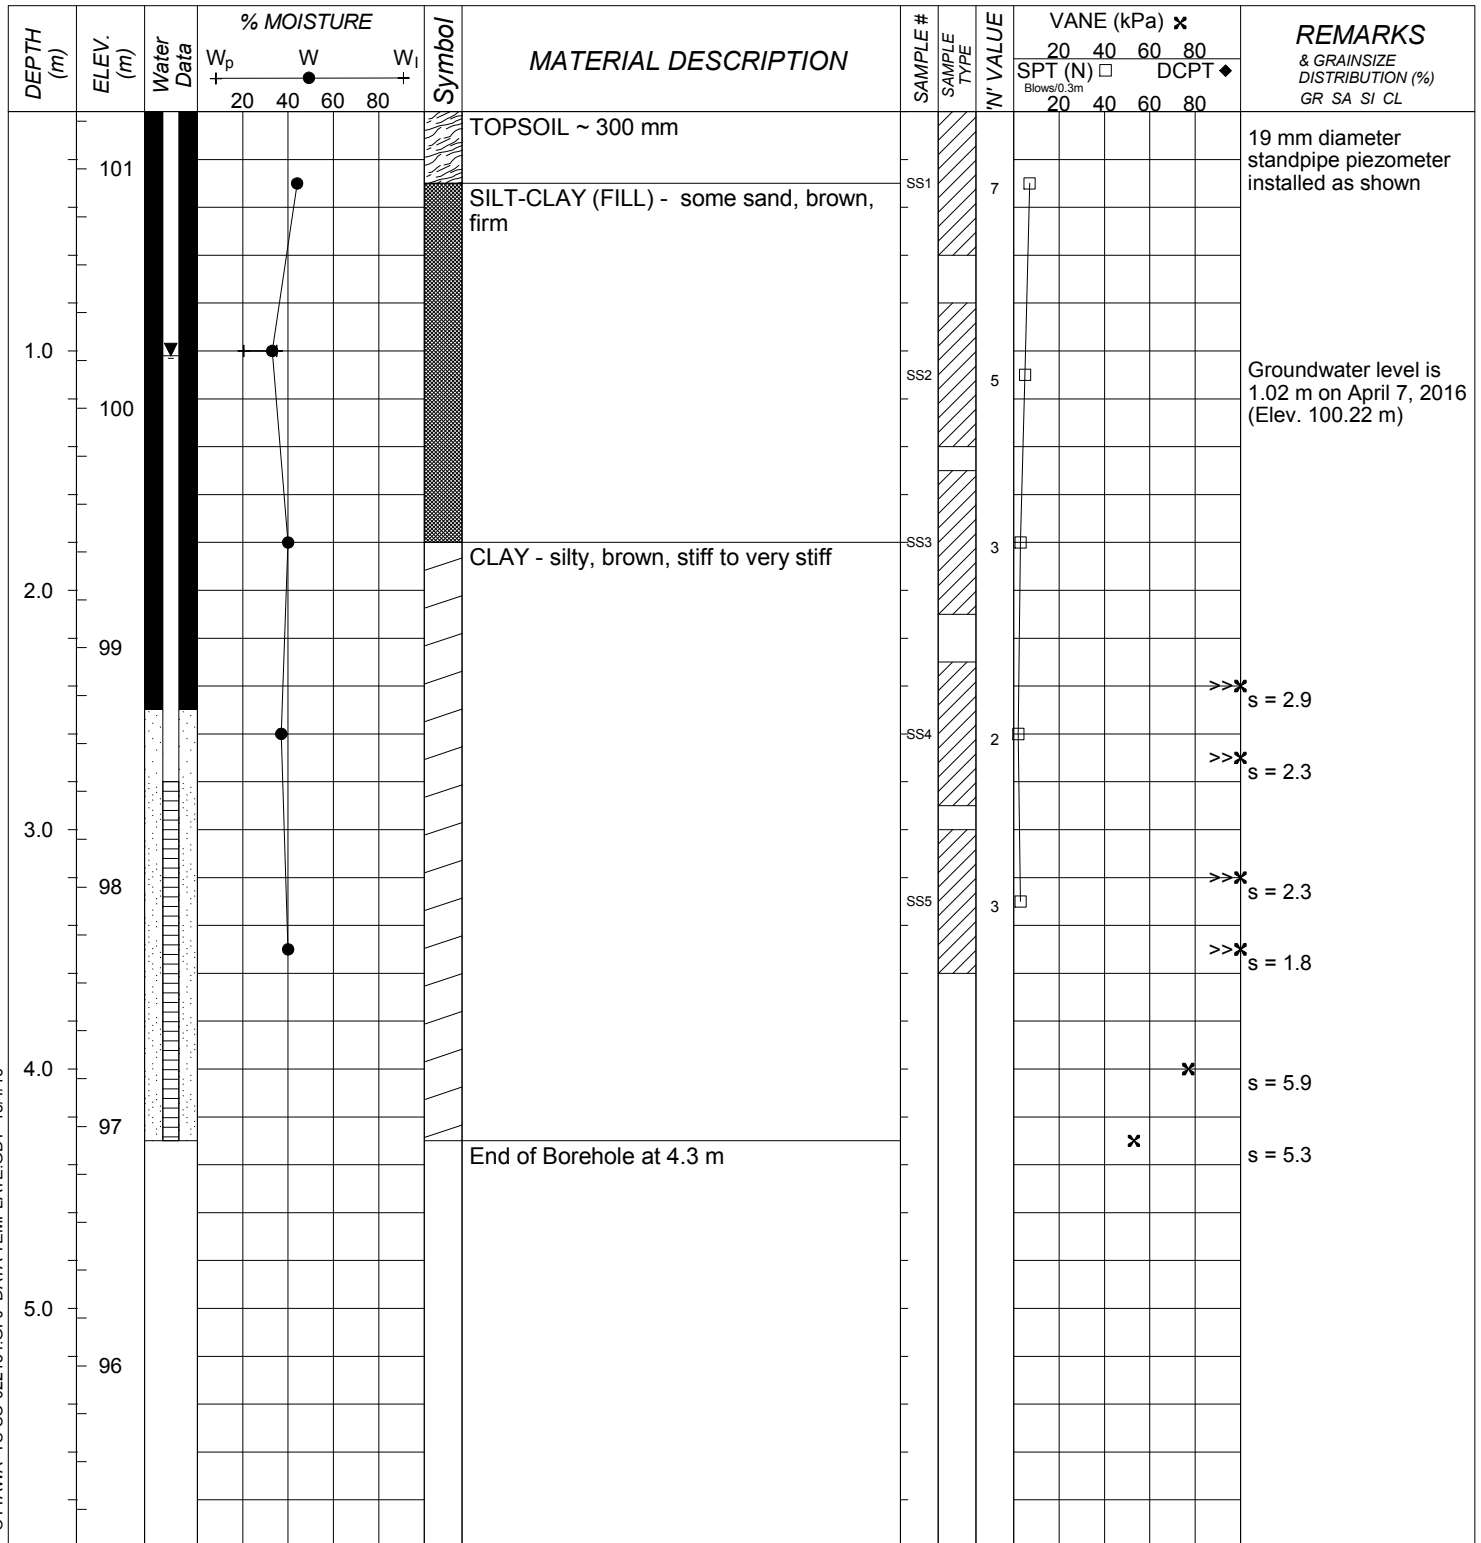 DEPTH (m)
ELEV. (m)
Water Data
% MOISTURE
Wp W Wl
20 40 60 80
Symbol
MATERIAL DESCRIPTION
SAMPLE #
SAMPLE TYPE
'N' VALUE
VANE (kPa)
20 40 60 80
SPT (N) DCPT
Blows/0.3m
20 40 60 80
REMARKS
& GRAINSIZE
DISTRIBUTION (%)
GR SA SI CL
TOPSOIL ~ 300 mm
19 mm diameter
standpipe piezometer
installed as shown
101
SS1
7
SILT-CLAY (FILL) - some sand, brown,
firm
1.0
SS2
5
Groundwater level is
1.02 m on April 7, 2016
(Elev. 100.22 m)
100
SS3
3
CLAY - silty, brown, stiff to very stiff
2.0
99
>>
s = 2.9
SS4
2
>>
s = 2.3
3.0
98
>>
s = 2.3
SS5
3
>>
s = 1.8
4.0
s = 5.9
97
End of Borehole at 4.3 m
s = 5.3
5.0
96